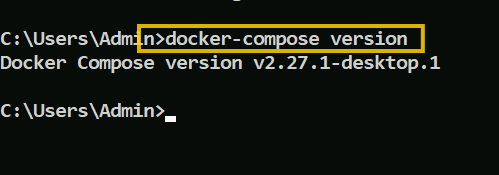 C:\Users\Admin>docker-compose version
Docker Compose version v2.27.1-desktop.1
C:\Users\Admin>